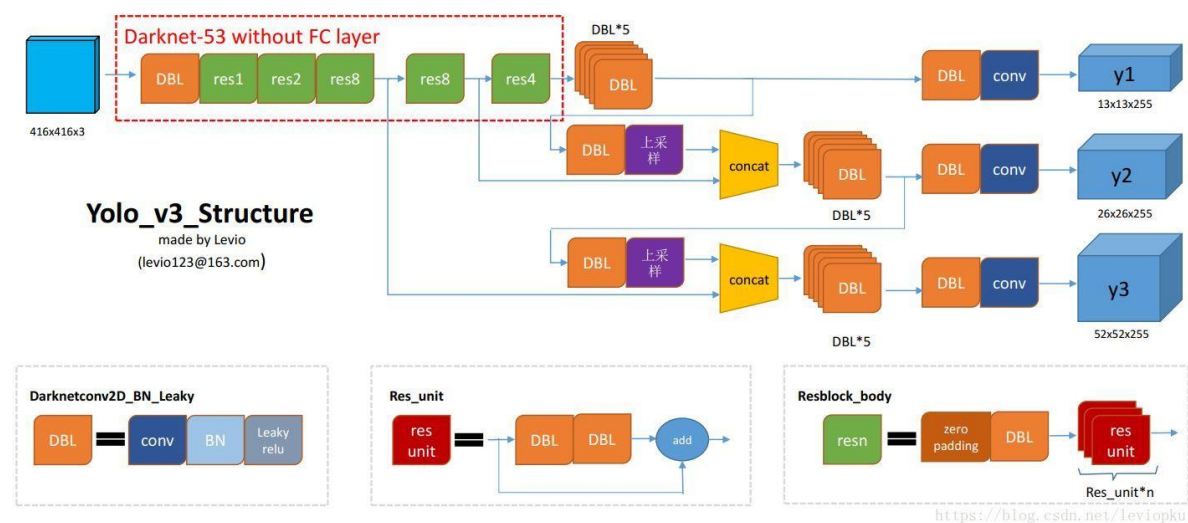 Darknet-53 without FC layer
DBL*5
DBL
res1
res2
res8
res8
res4
DBL
DBL
conv
y1
416x416x3
13x13x255
DBL
上采
样
concat
DBL
DBL
conv
y2
DBL*5
26x26x255
Yolo_v3_Structure
made by Levio
(levio123@163.com)
DBL
上采
样
concat
DBL
DBL
conv
y3
DBL*5
52x52x255
Darknetconv2D_BN_Leaky
DBL
conv
BN
Leaky
relu
Res_unit
res
unit
DBL
DBL
add
Resblock_body
resn
zero
padding
DBL
res
unit
Res_unit*n
https://blog.csdn.net/leviopku